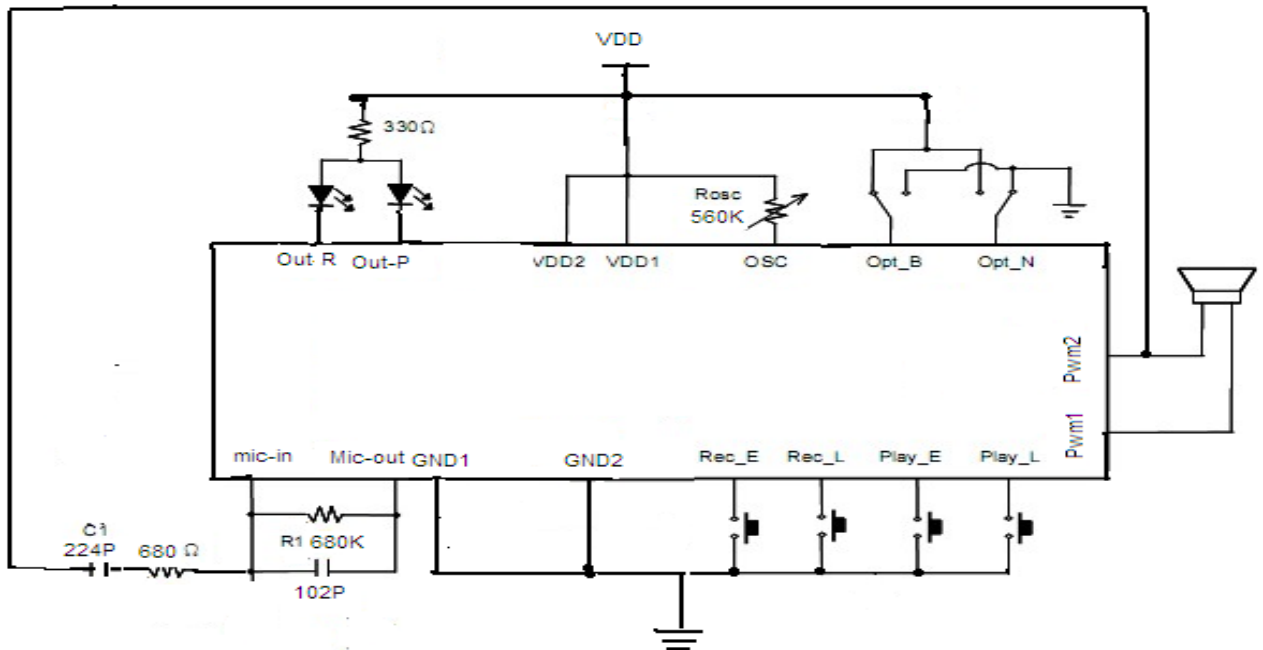 VDD
330Ω
Rosc
560K
Out R
Out-P
VDD2
VDD1
OSC
Opt_B
Opt_N
Pwm2
Pwm1
mic-in
Mic-out
GND1
GND2
Rec_E
Rec_L
Play_E
Play_L
C1
224P
680 Ω
R1 680K
102P